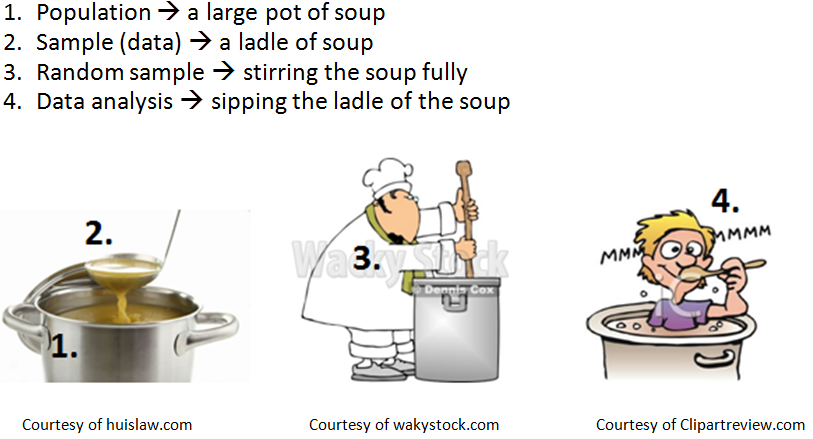 1. Population → a large pot of soup
2. Sample (data) → a ladle of soup
3. Random sample → stirring the soup fully
4. Data analysis → sipping the ladle of the soup
2.
1.
Wacky Stock
3.
© Dennis Cox
4.
MMM
MMMM
Courtesy of huislaw.com
Courtesy of wakystock.com
Courtesy of Clipartreview.com